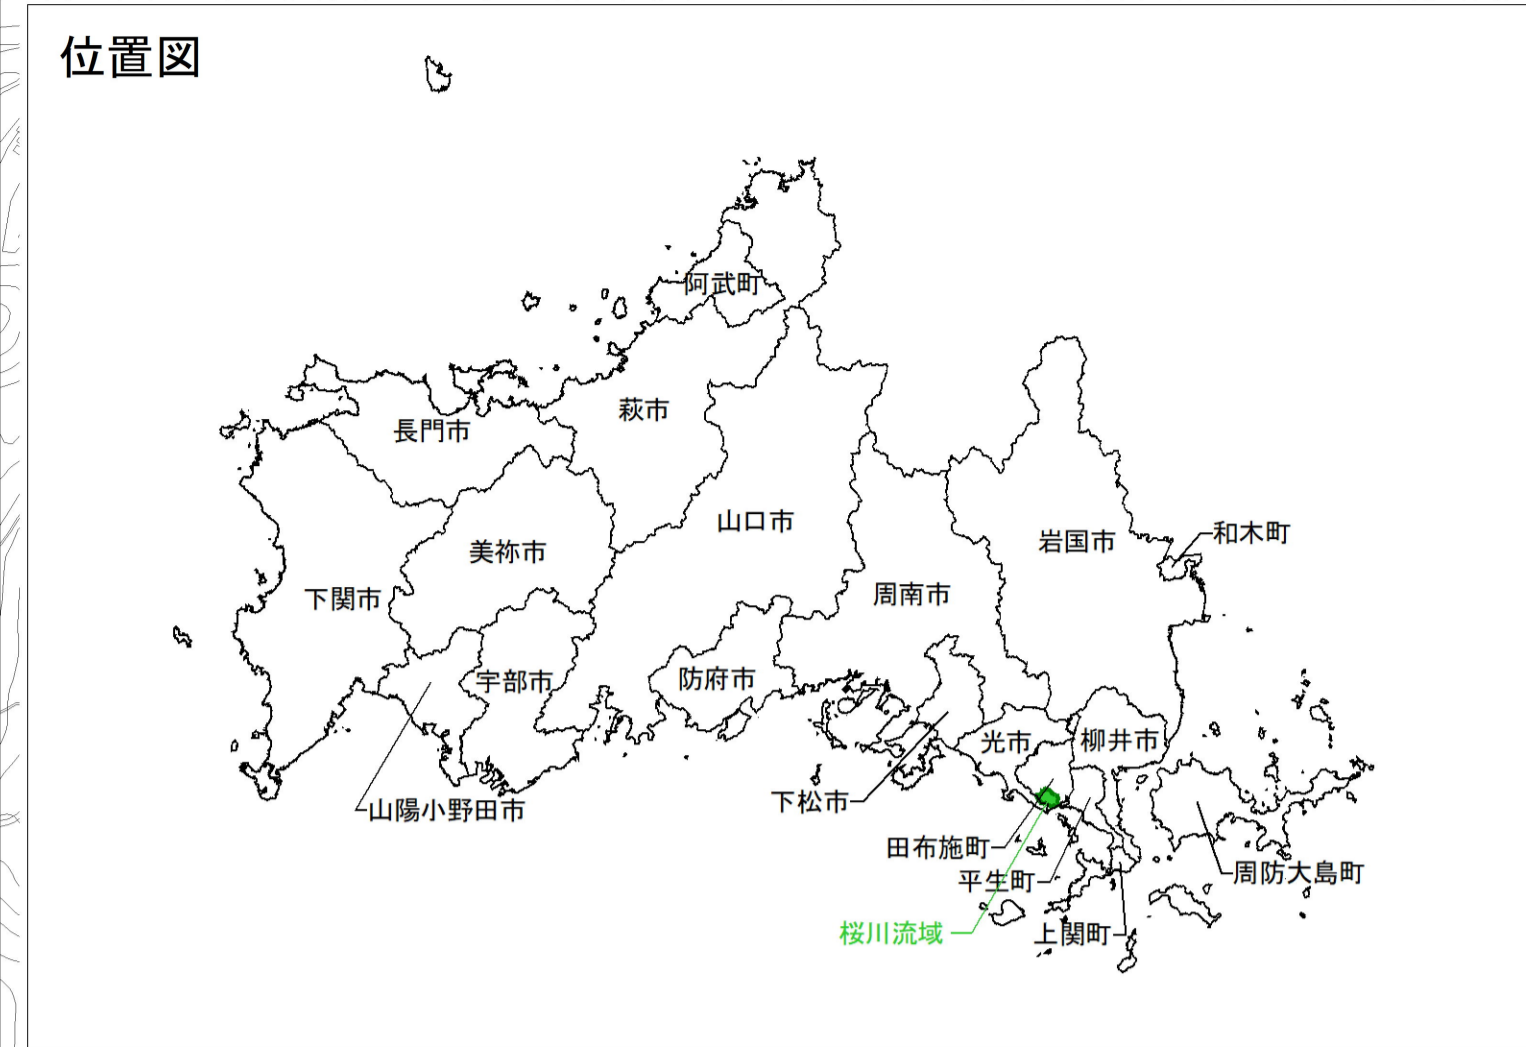 位置図
阿武町
萩市
長門市
山口市
和木町
岩国市
美祢市
周南市
下関市
防府市
宇部市
光市
柳井市
下松市
山陽小野田市
田布施町
周防大島町
平生町
桜川流域
上関町